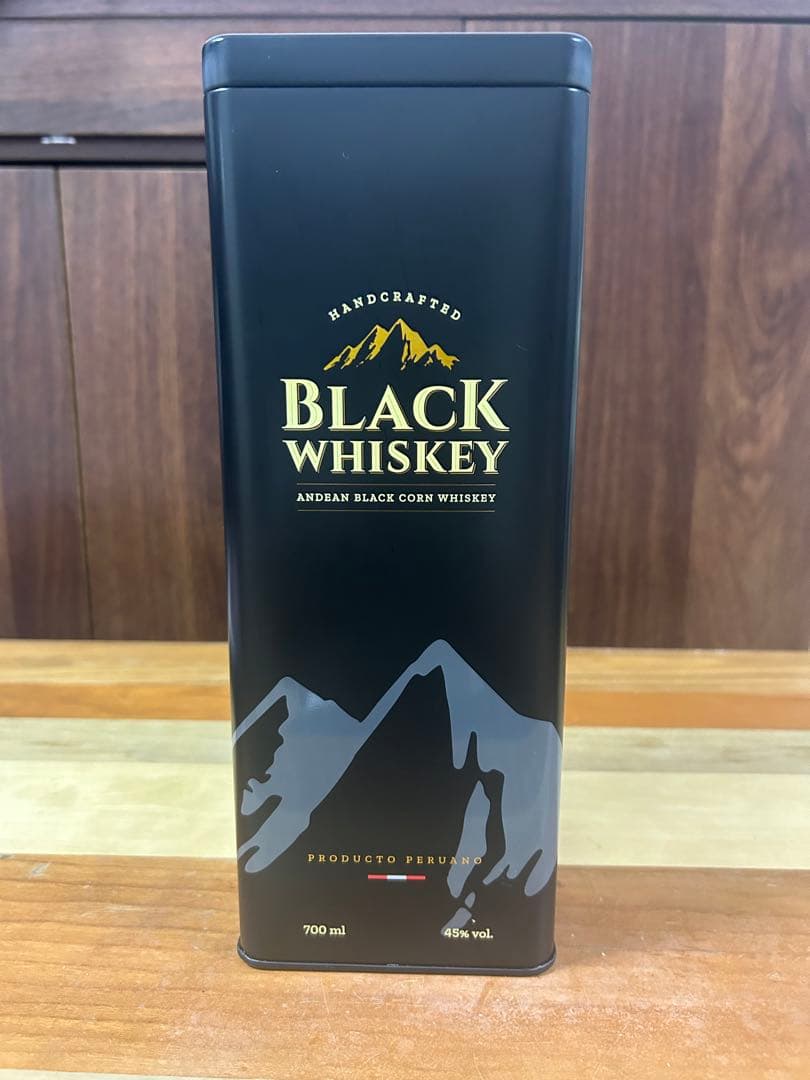 HANDCRAFTED
BLACK
WHISKEY
ANDEAN BLACK CORN WHISKEY
PRODUCTO PERUANO
700 ml 45% vol.